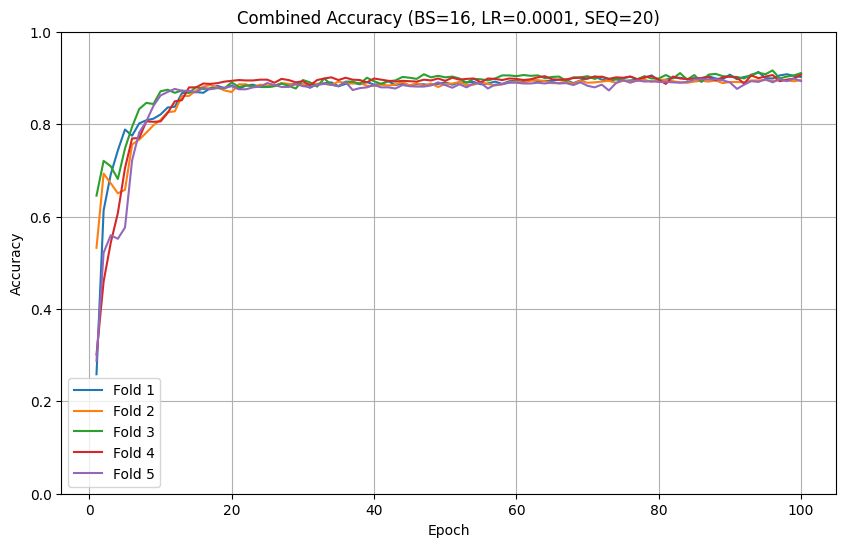 Combined Accuracy (BS=16, LR=0.0001, SEQ=20)
1.0
0.8
0.6
0.4
0.2
0.0
Accuracy
Fold 1
Fold 2
Fold 3
Fold 4
Fold 5
0 20 40 60 80 100
Epoch